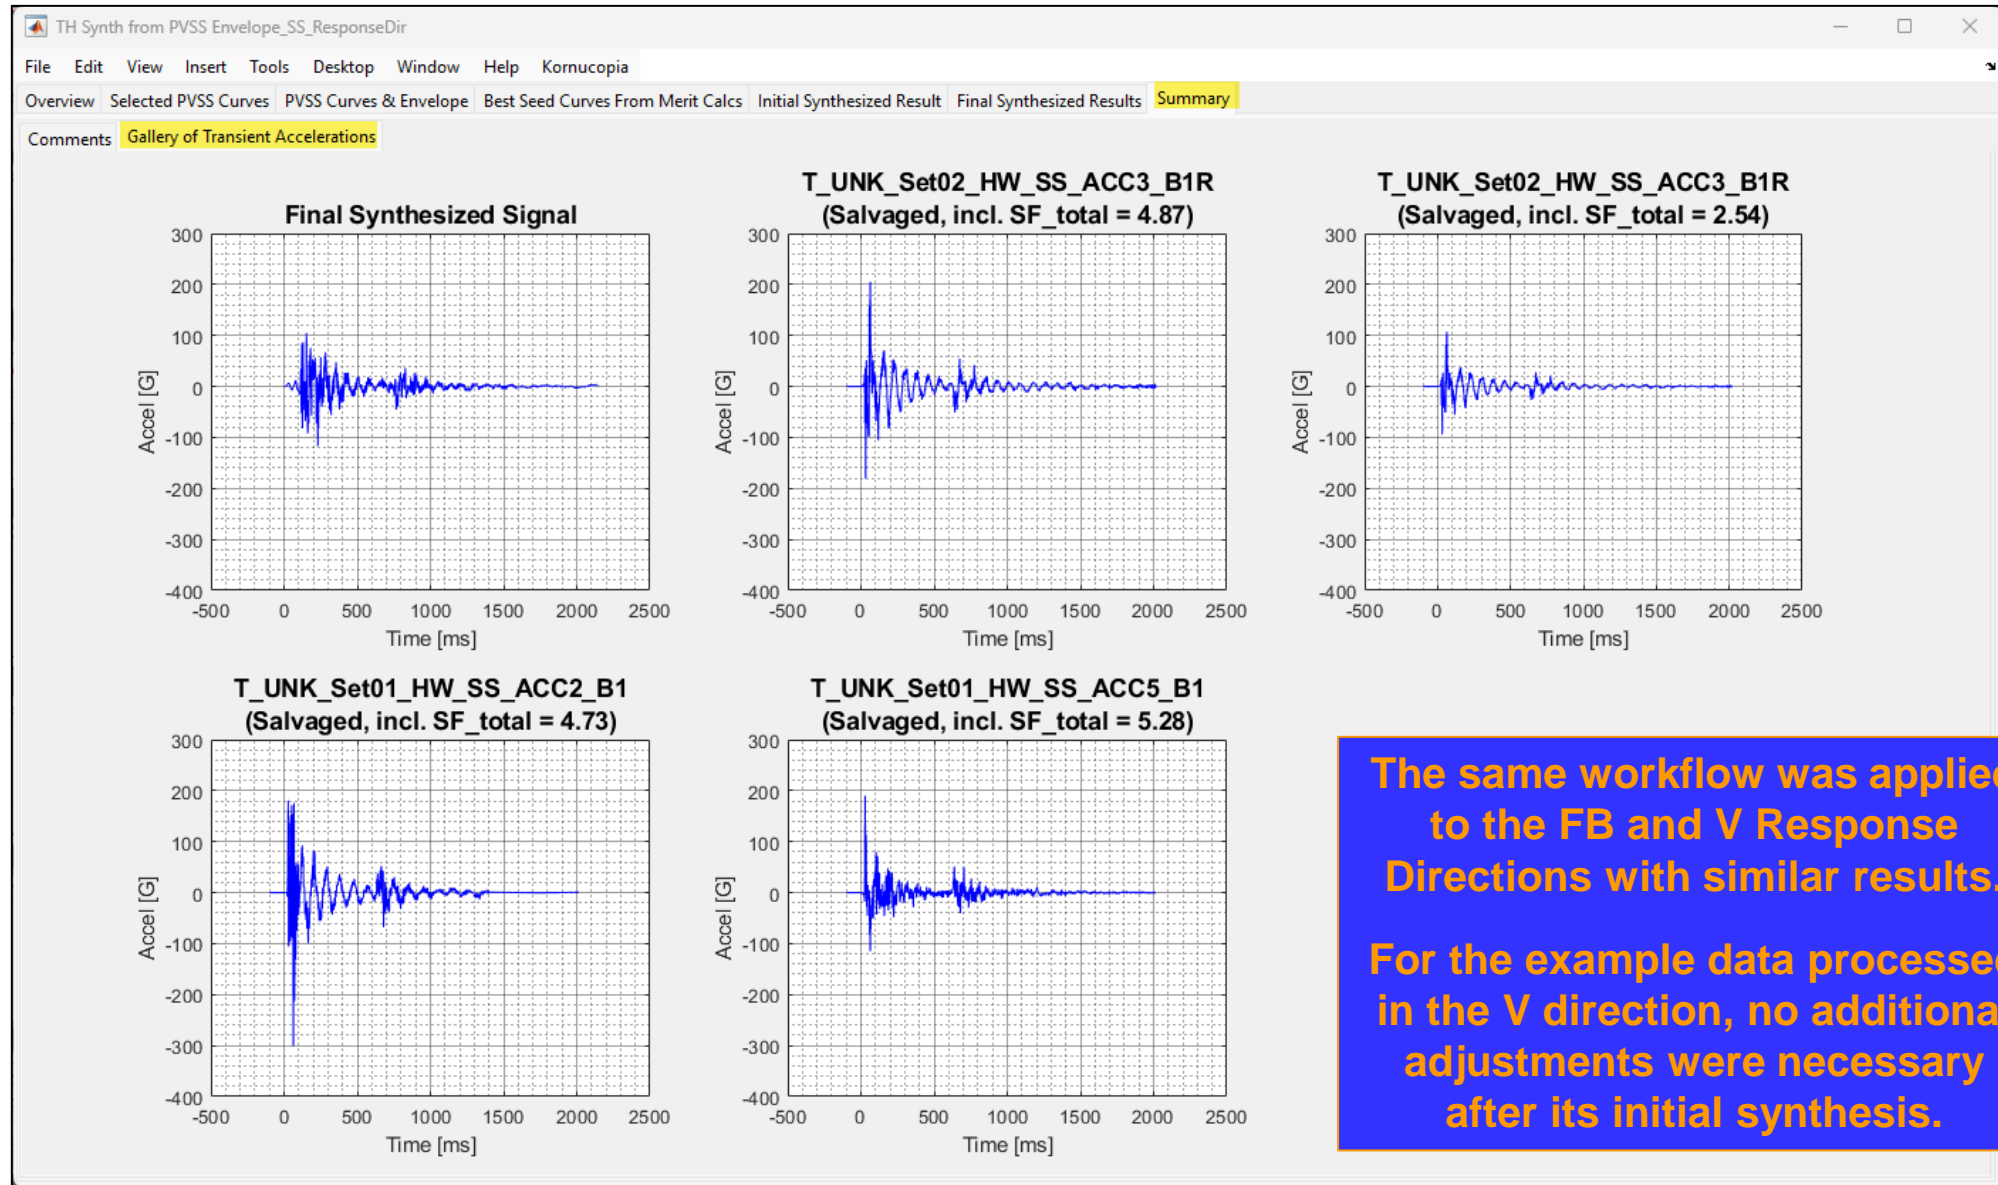 TH Synth from PVSS Envelope_SS_ResponseDir
File Edit View Insert Tools Desktop Window Help Kornucopia
Overview Selected PVSS Curves PVSS Curves & Envelope Best Seed Curves From Merit Calcs Initial Synthesized Result Final Synthesized Results Summary
Comments Gallery of Transient Accelerations
Final Synthesized Signal
300
200
100
0
-100
-200
-300
-400
Accel [G]
-500 0 500 1000 1500 2000 2500
Time [ms]
T_UNK_Set02_HW_SS_ACC3_B1R
(Salvaged, incl. SF_total = 4.87)
300
200
100
0
-100
-200
-300
-400
Accel [G]
-500 0 500 1000 1500 2000 2500
Time [ms]
T_UNK_Set02_HW_SS_ACC3_B1R
(Salvaged, incl. SF_total = 2.54)
300
200
100
0
-100
-200
-300
-400
Accel [G]
-500 0 500 1000 1500 2000 2500
Time [ms]
T_UNK_Set01_HW_SS_ACC2_B1
(Salvaged, incl. SF_total = 4.73)
300
200
100
0
-100
-200
-300
-400
Accel [G]
-500 0 500 1000 1500 2000 2500
Time [ms]
T_UNK_Set01_HW_SS_ACC5_B1
(Salvaged, incl. SF_total = 5.28)
300
200
100
0
-100
-200
-300
-400
Accel [G]
-500 0 500 1000 1500 2000 2500
Time [ms]
The same workflow was applied
to the FB and V Response
Directions with similar results.
For the example data processed
in the V direction, no additional
adjustments were necessary
after its initial synthesis.